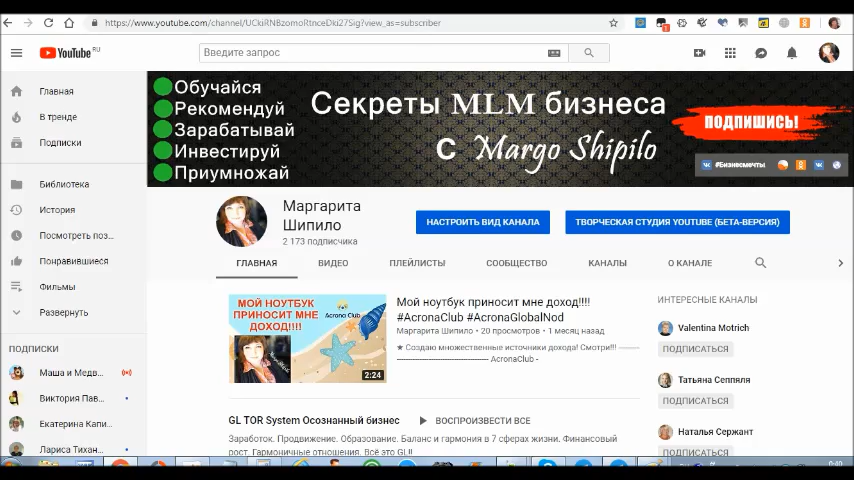 https://www.youtube.com/channel/UCkiRNBzomoRtnceDki27Sig?view_as=subscriber
YouTube RU
Введите запрос
Главная
В тренде
Подписки
Библиотека
История
Посмотреть поз...
Понравившиеся
Фильмы
Развернуть
ПОДПИСКИ
Маша и Медв...
Виктория Пав...
Екатерина Капи...
Лариса Тихан...
Обучайся
Рекомендуй
Зарабатывай
Инвестируй
Приумножай
Секреты MLM бизнеса
с Margo Shipilo
ПОДПИШИСЬ!
#Бизнесмечты
Маргарита
Шипило
2 173 подписчика
НАСТРОИТЬ ВИД КАНАЛА
ТВОРЧЕСКАЯ СТУДИЯ YOUTUBE (БЕТА-ВЕРСИЯ)
ГЛАВНАЯ
ВИДЕО
ПЛЕЙЛИСТЫ
СООБЩЕСТВО
КАНАЛЫ
О КАНАЛЕ
МОЙ НОУТБУК
ПРИНОСИТ МНЕ
ДОХОД!!!!
Acrona Club
2:24
Мой ноутбук приносит мне доход!!!!
#AcronaClub #AcronaGlobalNod
Маргарита Шипило • 20 просмотров • 1 месяц назад
★ Создаю множественные источники дохода! Смотри!!! --------
---------------------------------------- AcronaClub -
GL TOR System Осознанный бизнес
ВОСПРОИЗВЕСТИ ВСЕ
Заработок. Продвижение. Образование. Баланс и гармония в 7 сферах жизни. Финансовый
рост. Гармоничные отношения. Всё это GL!!
ИНТЕРЕСНЫЕ КАНАЛЫ
Valentina Motrich
ПОДПИСАТЬСЯ
Татьяна Сеппяля
ПОДПИСАТЬСЯ
Наталья Сержант
ПОДПИСАТЬСЯ